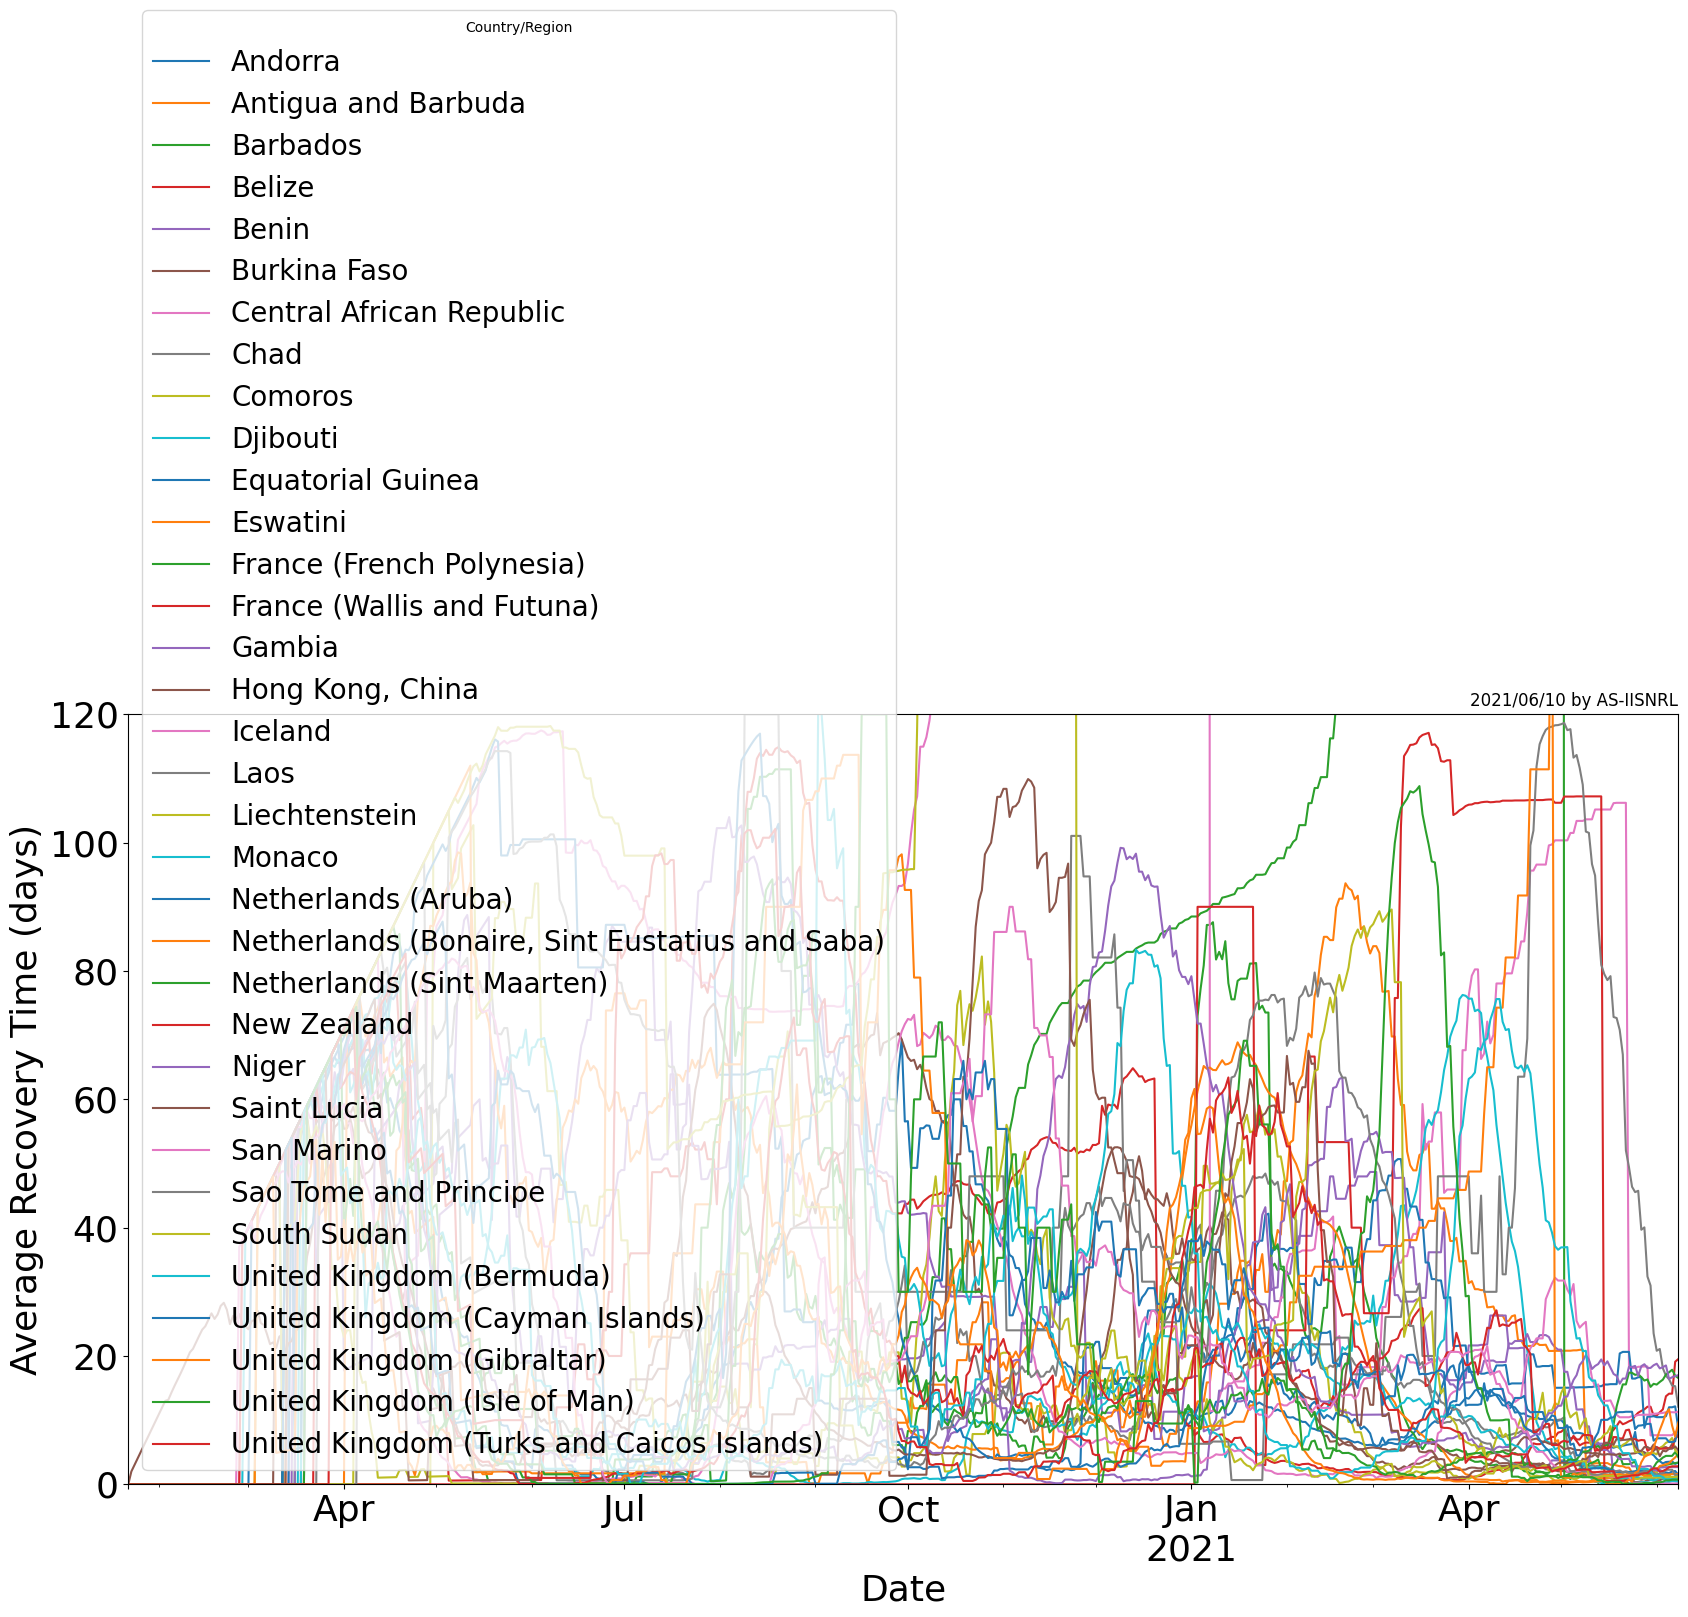 Country/Region
Andorra
Antigua and Barbuda
Barbados
Belize
Benin
Burkina Faso
Central African Republic
Chad
Comoros
Djibouti
Equatorial Guinea
Eswatini
France (French Polynesia)
France (Wallis and Futuna)
Gambia
Hong Kong, China
Iceland
Laos
Liechtenstein
Monaco
Netherlands (Aruba)
Netherlands (Bonaire, Sint Eustatius and Saba)
Netherlands (Sint Maarten)
New Zealand
Niger
Saint Lucia
San Marino
Sao Tome and Principe
South Sudan
United Kingdom (Bermuda)
United Kingdom (Cayman Islands)
United Kingdom (Gibraltar)
United Kingdom (Isle of Man)
United Kingdom (Turks and Caicos Islands)
2021/06/10 by AS-IISNRL
Average Recovery Time (days)
120
100
80
60
40
20
0
Apr Jul Oct Jan Apr
2021
Date